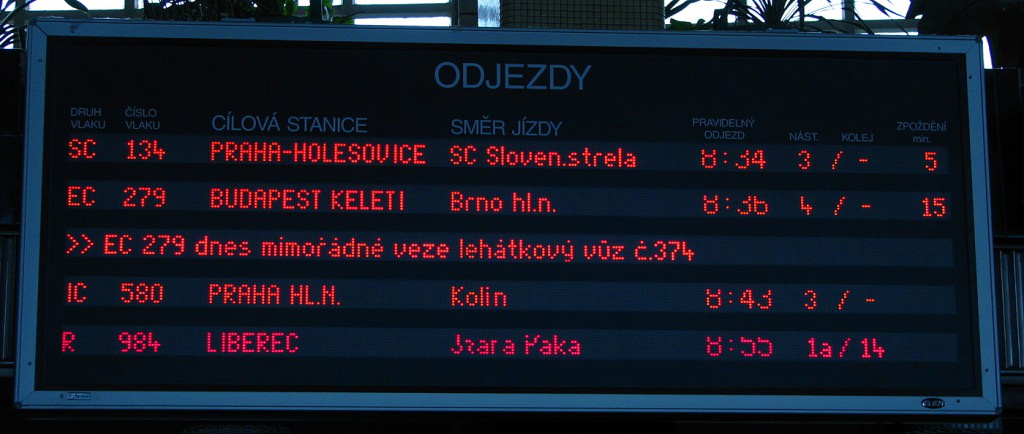 ODJEZDY
DRUH VLAKU ČÍSLO VLAKU CÍLOVÁ STANICE SMĚR JÍZDY PRAVIDELNÝ ODJEZD NÁST. KOLEJ ZPOŽDĚNÍ min.
SC 134 PRAHA-HOLESOVICE SC Sloven.strela 8:34 3 / - 5
EC 279 BUDAPEST KELETI Brno hl.n. 8:36 4 / - 15
>> EC 279 dnes mimořádné veze lehátkový vůz č.374
IC 580 PRAHA HL.N. Kolin 8:43 3 / -
R 984 LIBEREC Stara Paka 8:55 1a / 14